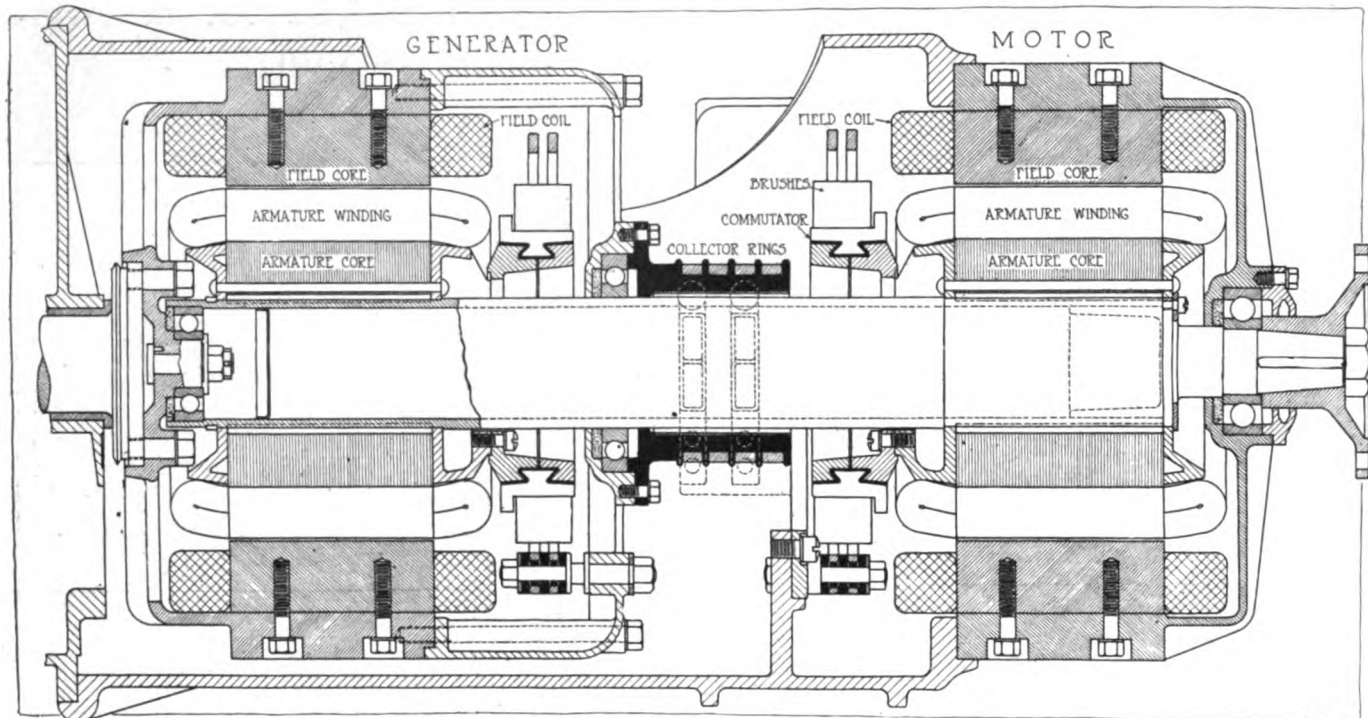 GENERATOR
MOTOR
FIELD COIL
FIELD COIL
FIELD CORE
FIELD CORE
BRUSHES
ARMATURE WINDING
ARMATURE WINDING
COMMUTATOR
COLLECTOR RINGS
ARMATURE CORE
ARMATURE CORE